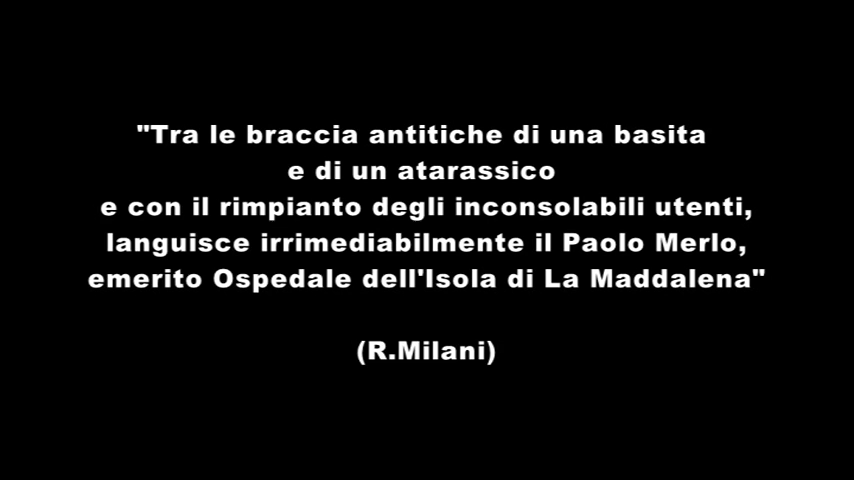 "Tra le braccia antitiche di una basita
e di un atarassico
e con il rimpianto degli inconsolabili utenti,
languisce irrimediabilmente il Paolo Merlo,
emerito Ospedale dell'Isola di La Maddalena"
(R.Milani)